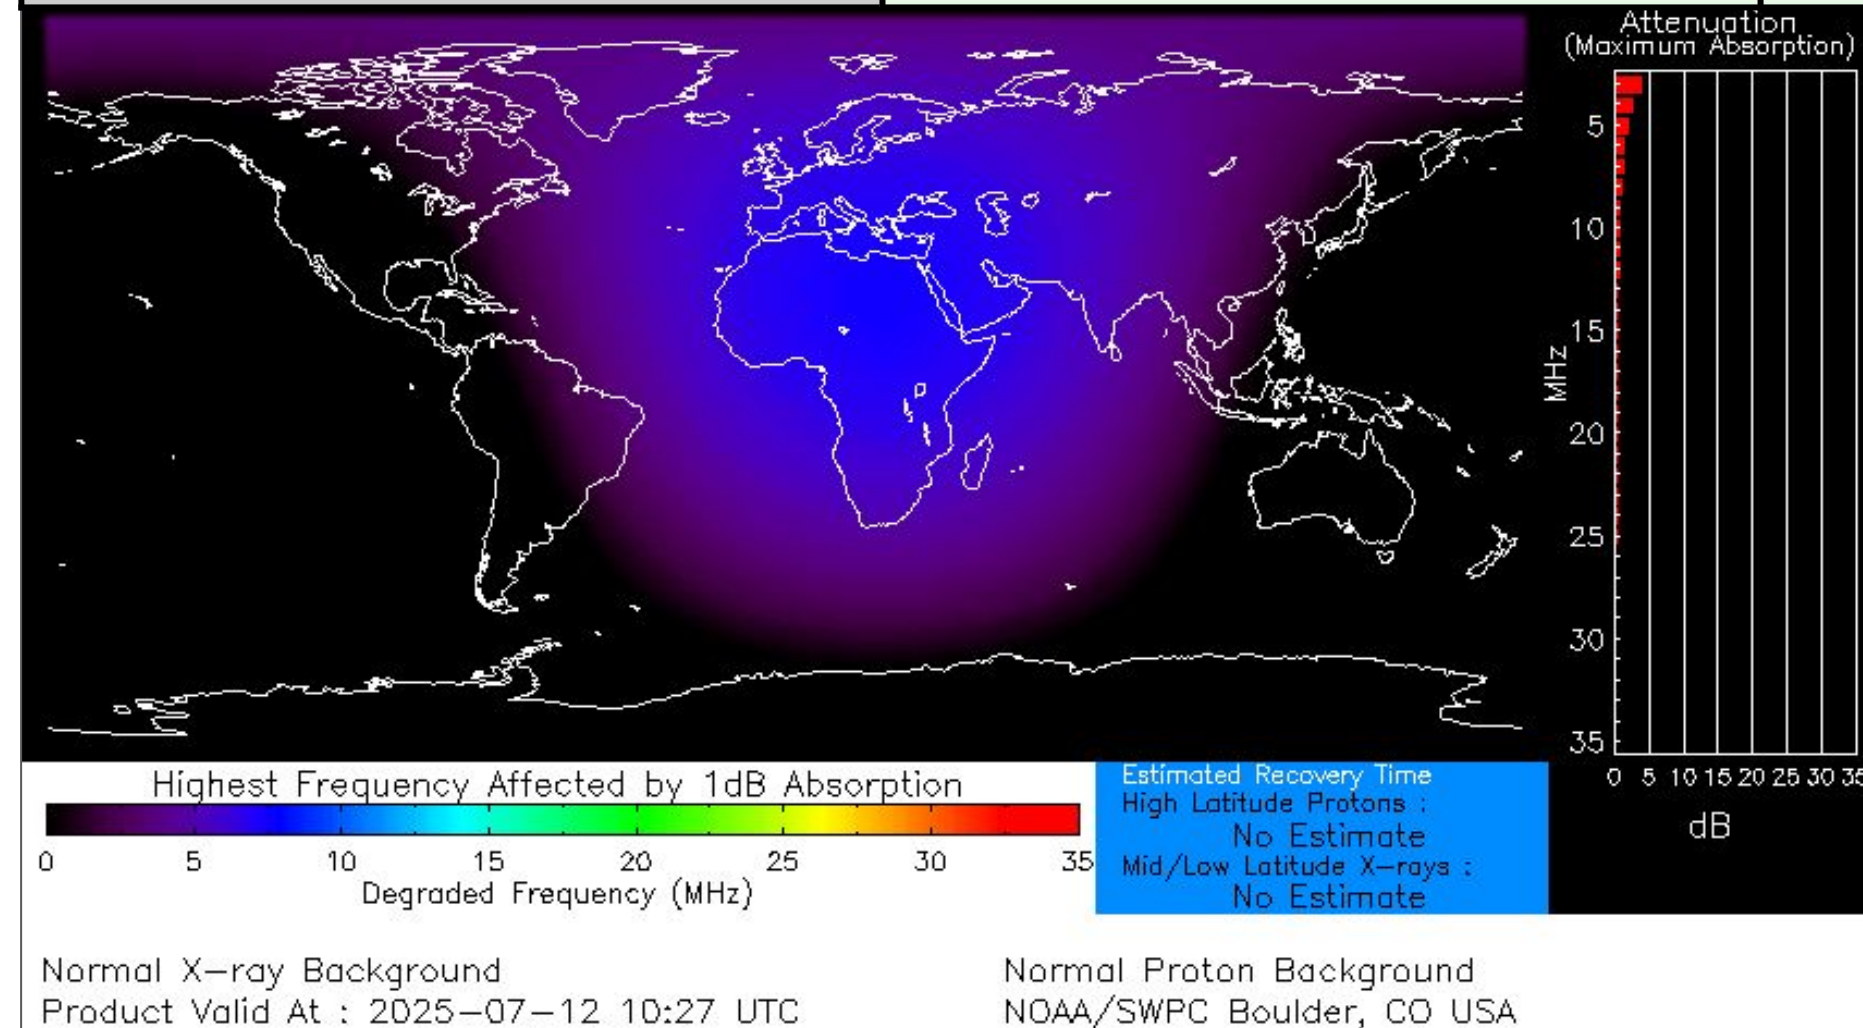 Attenuation
(Maximum Absorption)
5
10
15
20
25
30
35
MHz
0 5 10 15 20 25 30 35
dB
Highest Frequency Affected by 1dB Absorption
0 5 10 15 20 25 30 35
Degraded Frequency (MHz)
Estimated Recovery Time
High Latitude Protons :
No Estimate
Mid/Low Latitude X-rays :
No Estimate
Normal X-ray Background
Normal Proton Background
Product Valid At : 2025-07-12 10:27 UTC
NOAA/SWPC Boulder, CO USA